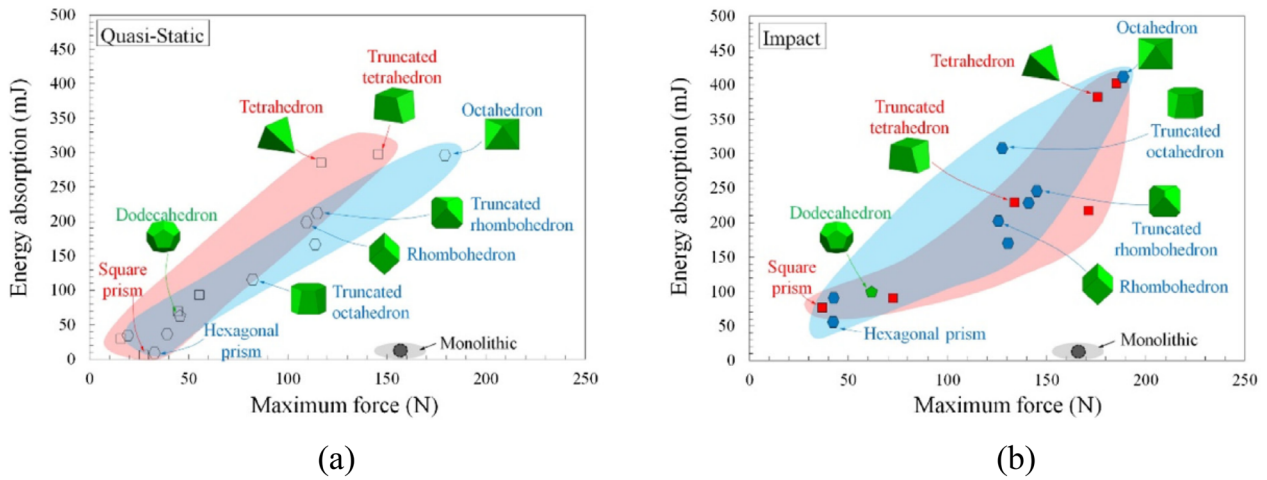 Quasi-Static
Energy absorption (mJ)
500
450
400
350
300
250
200
150
100
50
0
0
50
100
150
200
250
Maximum force (N)
Truncated
tetrahedron
Tetrahedron
Octahedron
Dodecahedron
Truncated
rhombohedron
Rhombohedron
Square
prism
Truncated
octahedron
Hexagonal
prism
Monolithic
(a)
Impact
Energy absorption (mJ)
500
450
400
350
300
250
200
150
100
50
0
0
50
100
150
200
250
Maximum force (N)
Octahedron
Tetrahedron
Truncated
tetrahedron
Truncated
octahedron
Dodecahedron
Truncated
rhombohedron
Square
prism
Rhombohedron
Hexagonal prism
Monolithic
(b)